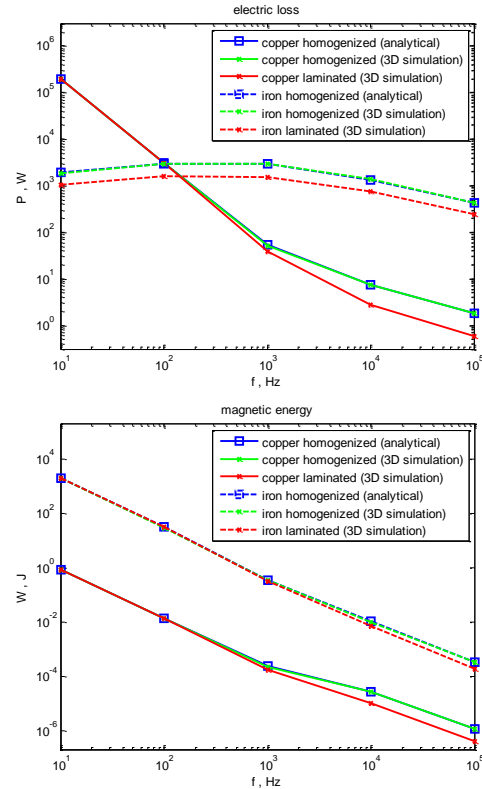 electric loss
copper homogenized (analytical)
copper homogenized (3D simulation)
copper laminated (3D simulation)
iron homogenized (analytical)
iron homogenized (3D simulation)
iron laminated (3D simulation)
10^6
10^5
10^4
10^3
10^2
10^1
10^0
P , W
10^1 10^2 10^3 10^4 10^5
f , Hz
magnetic energy
copper homogenized (analytical)
copper homogenized (3D simulation)
copper laminated (3D simulation)
iron homogenized (analytical)
iron homogenized (3D simulation)
iron laminated (3D simulation)
10^4
10^2
10^0
10^-2
10^-4
10^-6
W , J
10^1 10^2 10^3 10^4 10^5
f , Hz